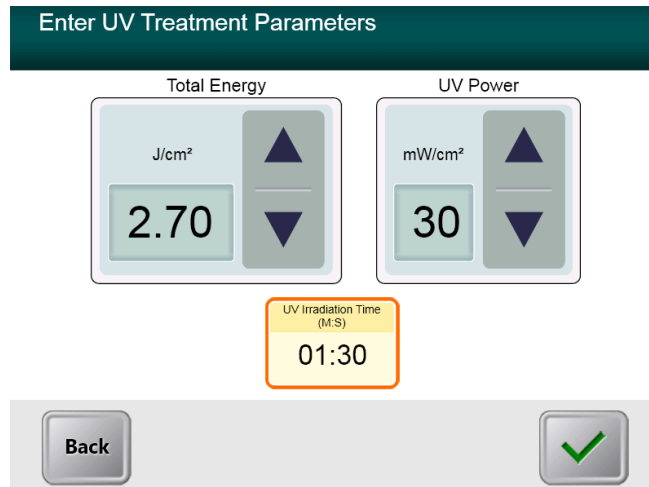 Enter UV Treatment Parameters
Total Energy
UV Power
J/cm²
mW/cm²
2.70
30
UV Irradiation Time
(M:S)
01:30
Back